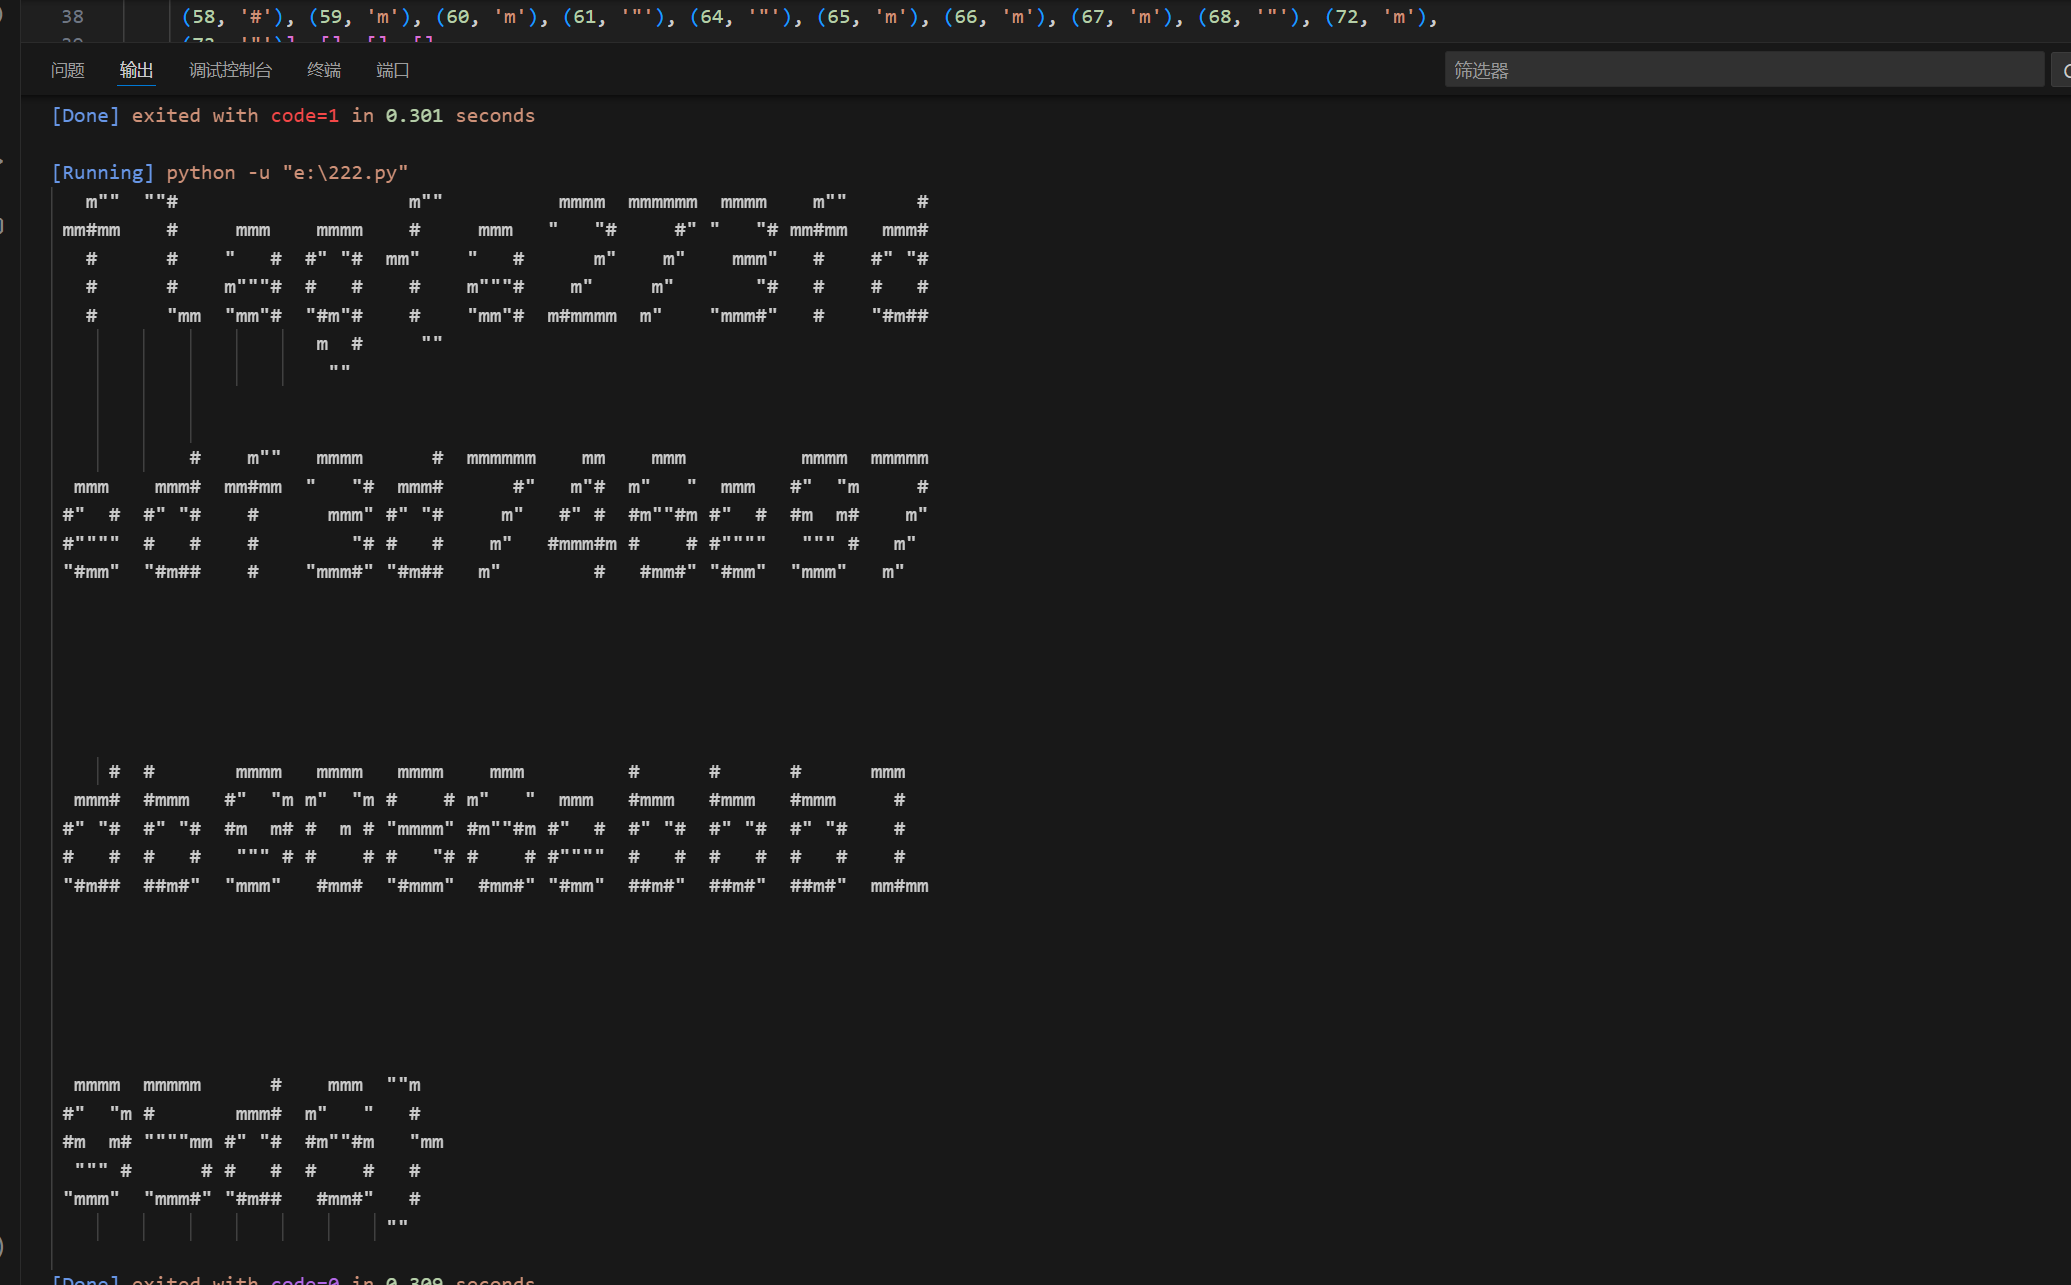 38 (58, '#'), (59, 'm'), (60, 'm'), (61, '"'), (64, '"'), (65, 'm'), (66, 'm'), (67, 'm'), (68, '"'), (72, 'm'),
问题 输出 调试控制台 终端 端口 筛选器
[Done] exited with code=1 in 0.301 seconds
[Running] python -u "e:\222.py"
   m""  ""#                    m""          mmmm  mmmmmm  mmmm    m""      #
 mm#mm    #     mmm    mmmm    #     mmm   "   "#     #" "   "# mm#mm   mmm#
   #      #    "   #  #" "#  mm"    "   #      m"    m"    mmm"   #    #" "#
   #      #    m"""#  #   #    #    m"""#    m"     m"       "#   #    #   #
   #      "mm  "mm"#  "#m"#    #    "mm"#  m#mmmm  m"    "mmm#"   #    "#m##
                       m  #     ""
                        ""
            #    m""   mmmm      #  mmmmmm    mm    mmm          mmmm  mmmmm
  mmm    mmm#  mm#mm  "   "#  mmm#      #"   m"#  m"   "  mmm   #"  "m     #
 #"  #  #" "#    #      mmm" #" "#     m"   #" #  #m""#m #"  #  #m  m#    m"
 #""""  #   #    #        "# #   #    m"   #mmm#m #    # #""""   """ #   m"
 "#mm"  "#m##    #    "mmm#" "#m##   m"        #   #mm#" "#mm"  "mmm"   m"
     #  #       mmmm   mmmm   mmmm    mmm         #      #      #      mmm
  mmm#  #mmm   #"  "m m"  "m #    # m"   "  mmm   #mmm   #mmm   #mmm     #
 #" "#  #" "#  #m  m# #  m # "mmmm" #m""#m #"  #  #" "#  #" "#  #" "#    #
 #   #  #   #   """ # #    # #   "# #    # #""""  #   #  #   #  #   #    #
 "#m##  ##m#"  "mmm"   #mm#  "#mmm"  #mm#" "#mm"  ##m#"  ##m#"  ##m#"  mm#mm
  mmmm  mmmmm      #    mmm  ""m
 #"  "m #       mmm#  m"   "   #
 #m  m# """"mm #" "#  #m""#m   "mm
  """ #      # #   #  #    #   #
 "mmm"  "mmm#" "#m##   #mm#"   #
                             ""
[Done] exited with code=0 in 0.309 seconds